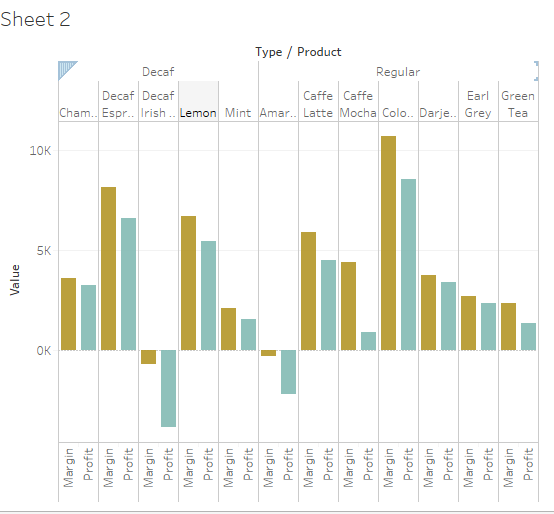 Sheet 2
Type / Product
Decaf
Regular
Cham..
Decaf Espr..
Decaf Irish ..
Lemon
Mint
Amar..
Caffe Latte
Caffe Mocha
Colo..
Darje..
Earl Grey
Green Tea
10K
5K
0K
Value
Margin
Profit
Margin
Profit
Margin
Profit
Margin
Profit
Margin
Profit
Margin
Profit
Margin
Profit
Margin
Profit
Margin
Profit
Margin
Profit
Margin
Profit
Margin
Profit